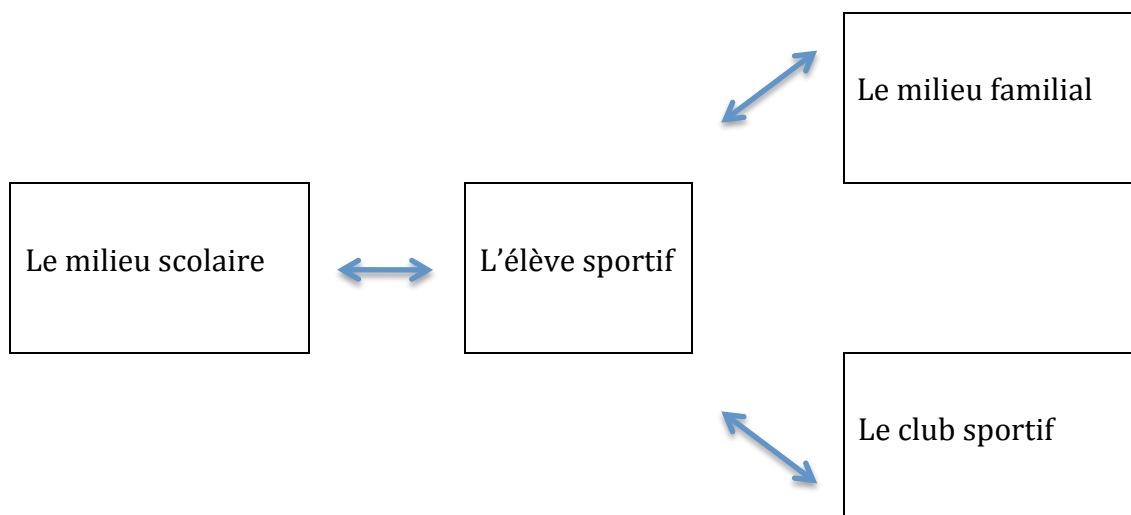 Le milieu familial
Le milieu scolaire
L’élève sportif
Le club sportif